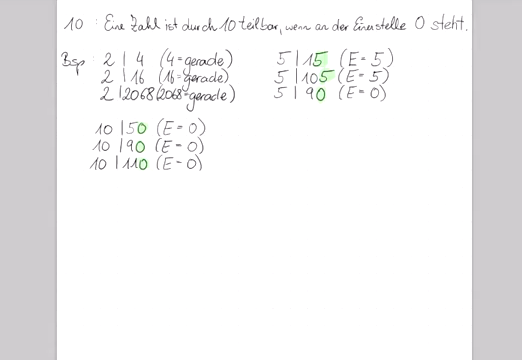 10 : Eine Zahl ist durch 10 teilbar, wenn an der Einerstelle 0 steht.
Bsp: 2 | 4 (4=gerade)
2 | 16 (16=gerade)
2 | 2068 (2068=gerade)
5 | 15 (E = 5)
5 | 105 (E = 5)
5 | 90 (E = 0)
10 | 50 (E = 0)
10 | 90 (E = 0)
10 | 110 (E = 0)